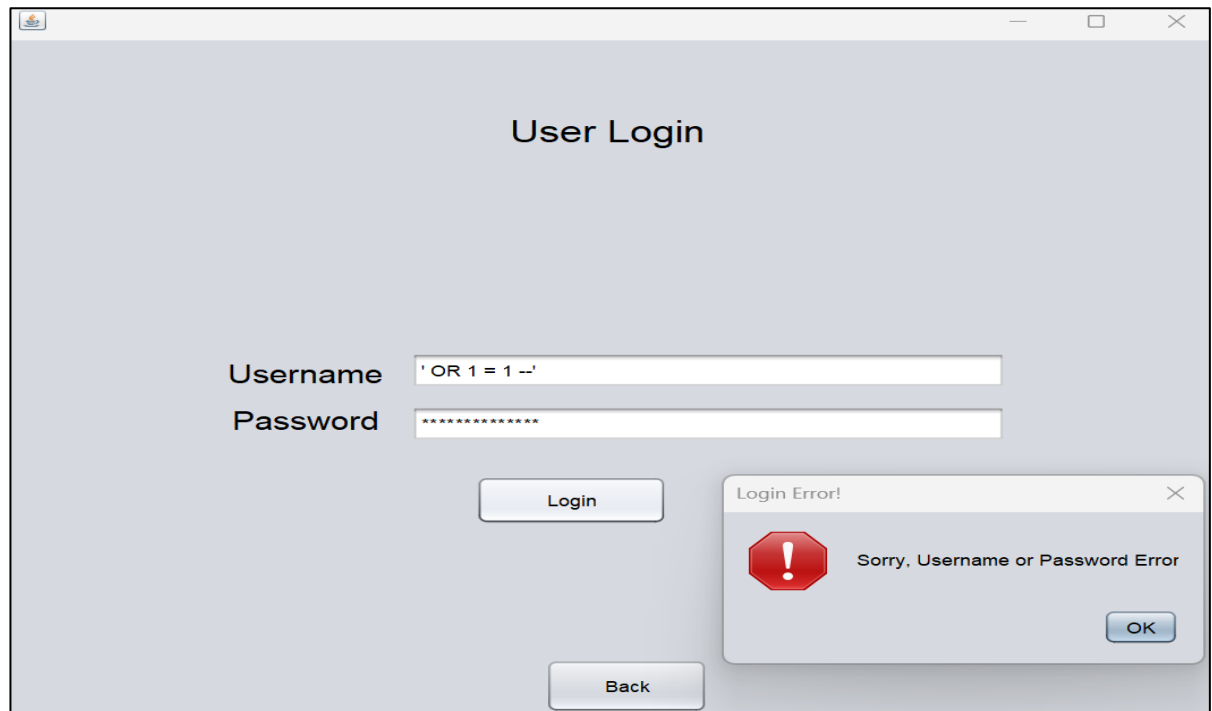 User Login
Username
' OR 1 = 1 --'
Password
**************
Login
Login Error!
Sorry, Username or Password Error
OK
Back